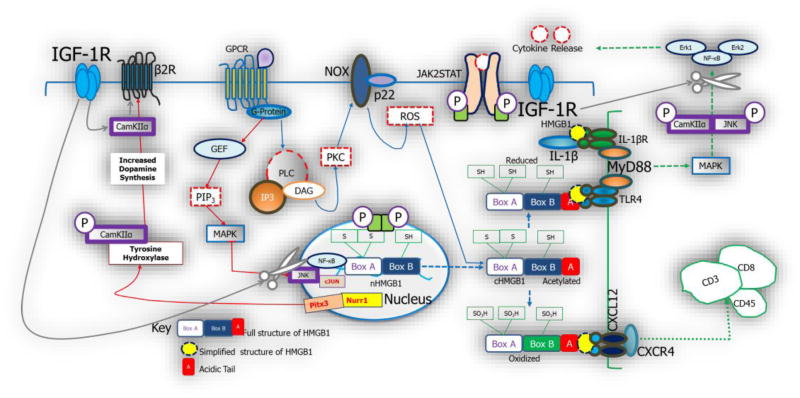 IGF-1R
β2R
GPCR
NOX
p22
JAK2STAT
IGF-1R
Cytokine Release
Erk1
Erk2
NF-κB
G-Protein
CamKIIα
P
P
ROS
HMGB1
IL-1β
IL-1βR
P
P
CamKIIα
JNK
GEF
PLC
PKC
Increased
Dopamine
Synthesis
IP3
DAG
Reduced
SH
SH
SH
MyD88
MAPK
PIP3
Box A
Box B
A
TLR4
P
CamKIIα
MAPK
P
P
Tyrosine
Hydroxylase
NF-κB
S
S
SH
S
S
SH
JNK
cJUN
Box A
Box B
nHMGB1
Box A
Box B
A
cHMGB1
Acetylated
CD3
CD8
CD45
Pitx3
Nurr1
Nucleus
SO₃H
SO₃H
SO₃H
CXCL12
Key
Box A
Box B
A
Full structure of HMGB1
Box A
Box B
A
Oxidized
CXCR4
Simplified structure of HMGB1
A
Acidic Tail